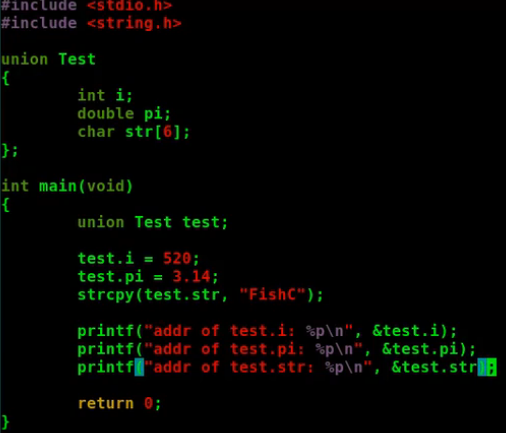 #include <stdio.h>
#include <string.h>

union Test
{
        int i;
        double pi;
        char str[6];
};

int main(void)
{
        union Test test;

        test.i = 520;
        test.pi = 3.14;
        strcpy(test.str, "FishC");

        printf("addr of test.i: %p\n", &test.i);
        printf("addr of test.pi: %p\n", &test.pi);
        printf("addr of test.str: %p\n", &test.str);

        return 0;
}